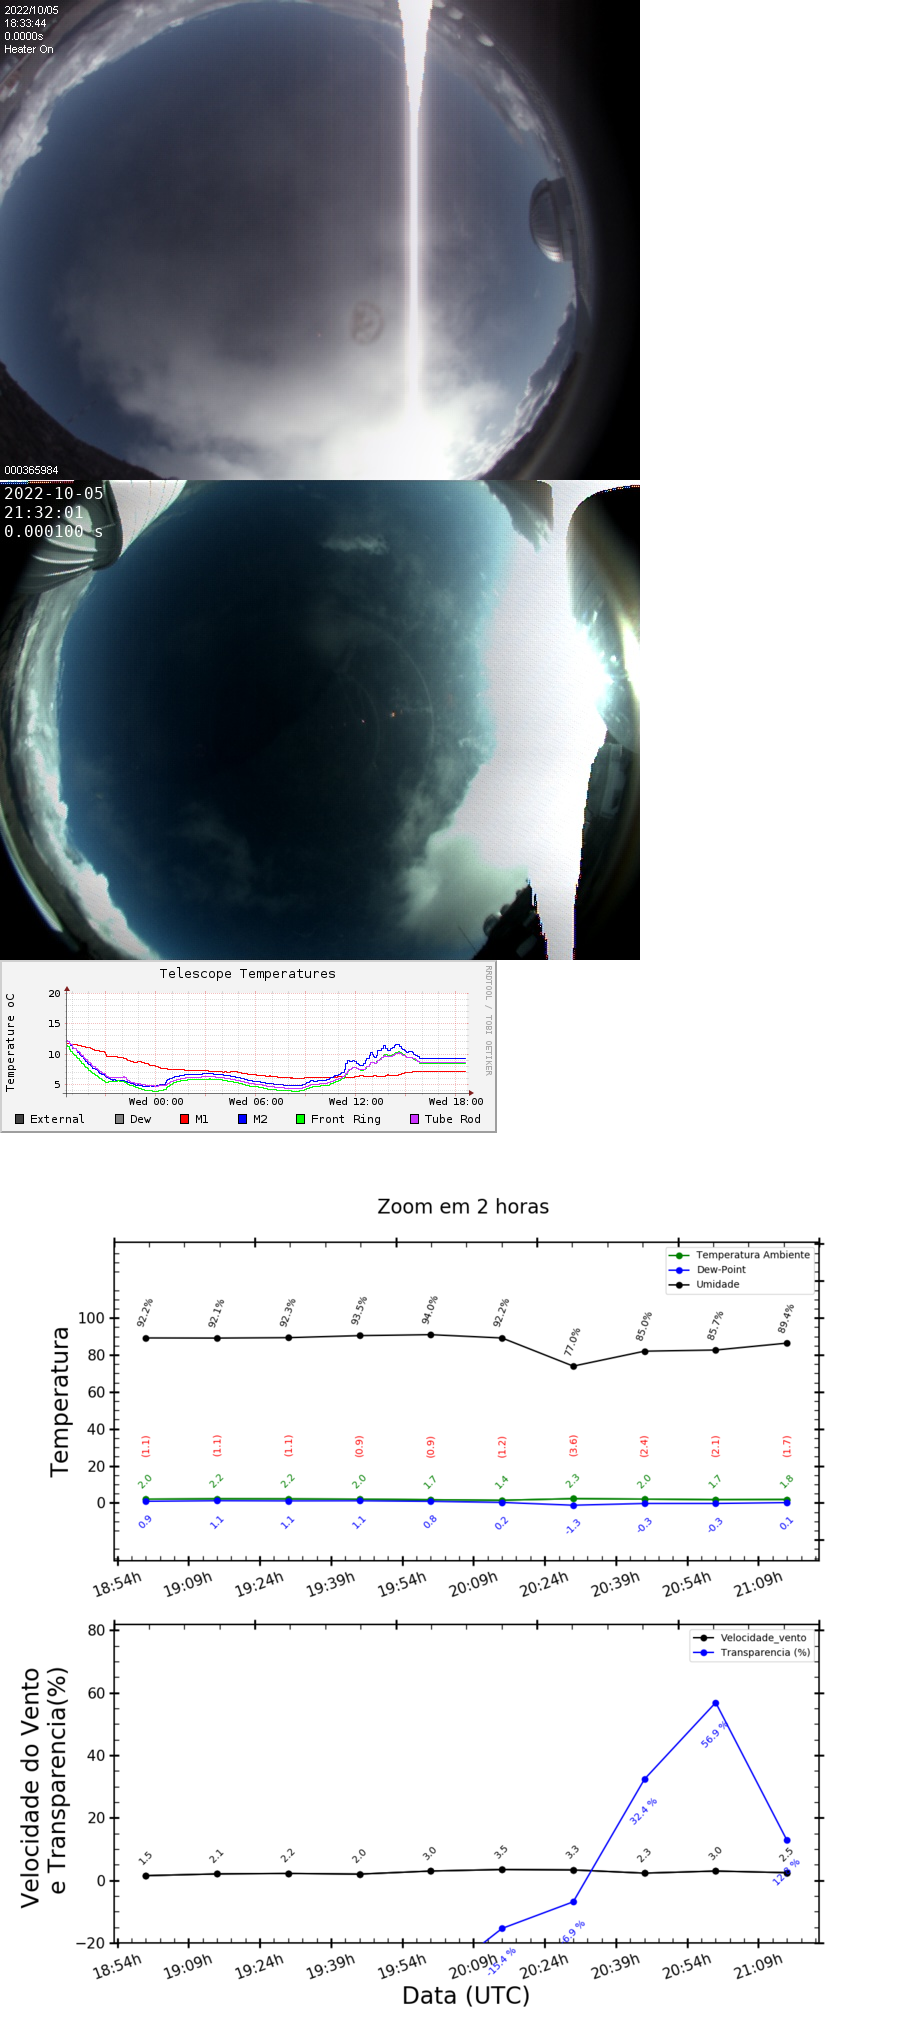 2022/10/05
18:33:44
0.0000s
Heater On
000365984
2022-10-05
21:32:01
0.000100 s
Telescope Temperatures
RRDTOOL / TOBI OETIKER
Temperature oC
20
15
10
5
Wed 00:00 Wed 06:00 Wed 12:00 Wed 18:00
External Dew M1 M2 Front Ring Tube Rod
Zoom em 2 horas
Temperatura Ambiente
Dew-Point
Umidade
Temperatura
100
80
60
40
20
0
92.2% 92.1% 92.3% 93.5% 94.0% 92.2% 77.0% 85.0% 85.7% 89.4%
(1.1) (1.1) (1.1) (0.9) (0.9) (1.2) (3.6) (2.4) (2.1) (1.7)
2.0 2.2 2.2 2.0 1.7 1.4 2.3 2.0 1.7 1.8
0.9 1.1 1.1 1.1 0.8 0.2 -1.3 -0.3 -0.3 0.1
18:54h 19:09h 19:24h 19:39h 19:54h 20:09h 20:24h 20:39h 20:54h 21:09h
Velocidade_vento
Transparencia (%)
Velocidade do Vento
e Transparencia(%)
80
60
40
20
0
−20
1.5 2.1 2.2 2.0 3.0 3.5 3.3 2.3 3.0 2.5
-15.4 % -6.9 % 32.4 % 56.9 %
18:54h 19:09h 19:24h 19:39h 19:54h 20:09h 20:24h 20:39h 20:54h 21:09h
Data (UTC)